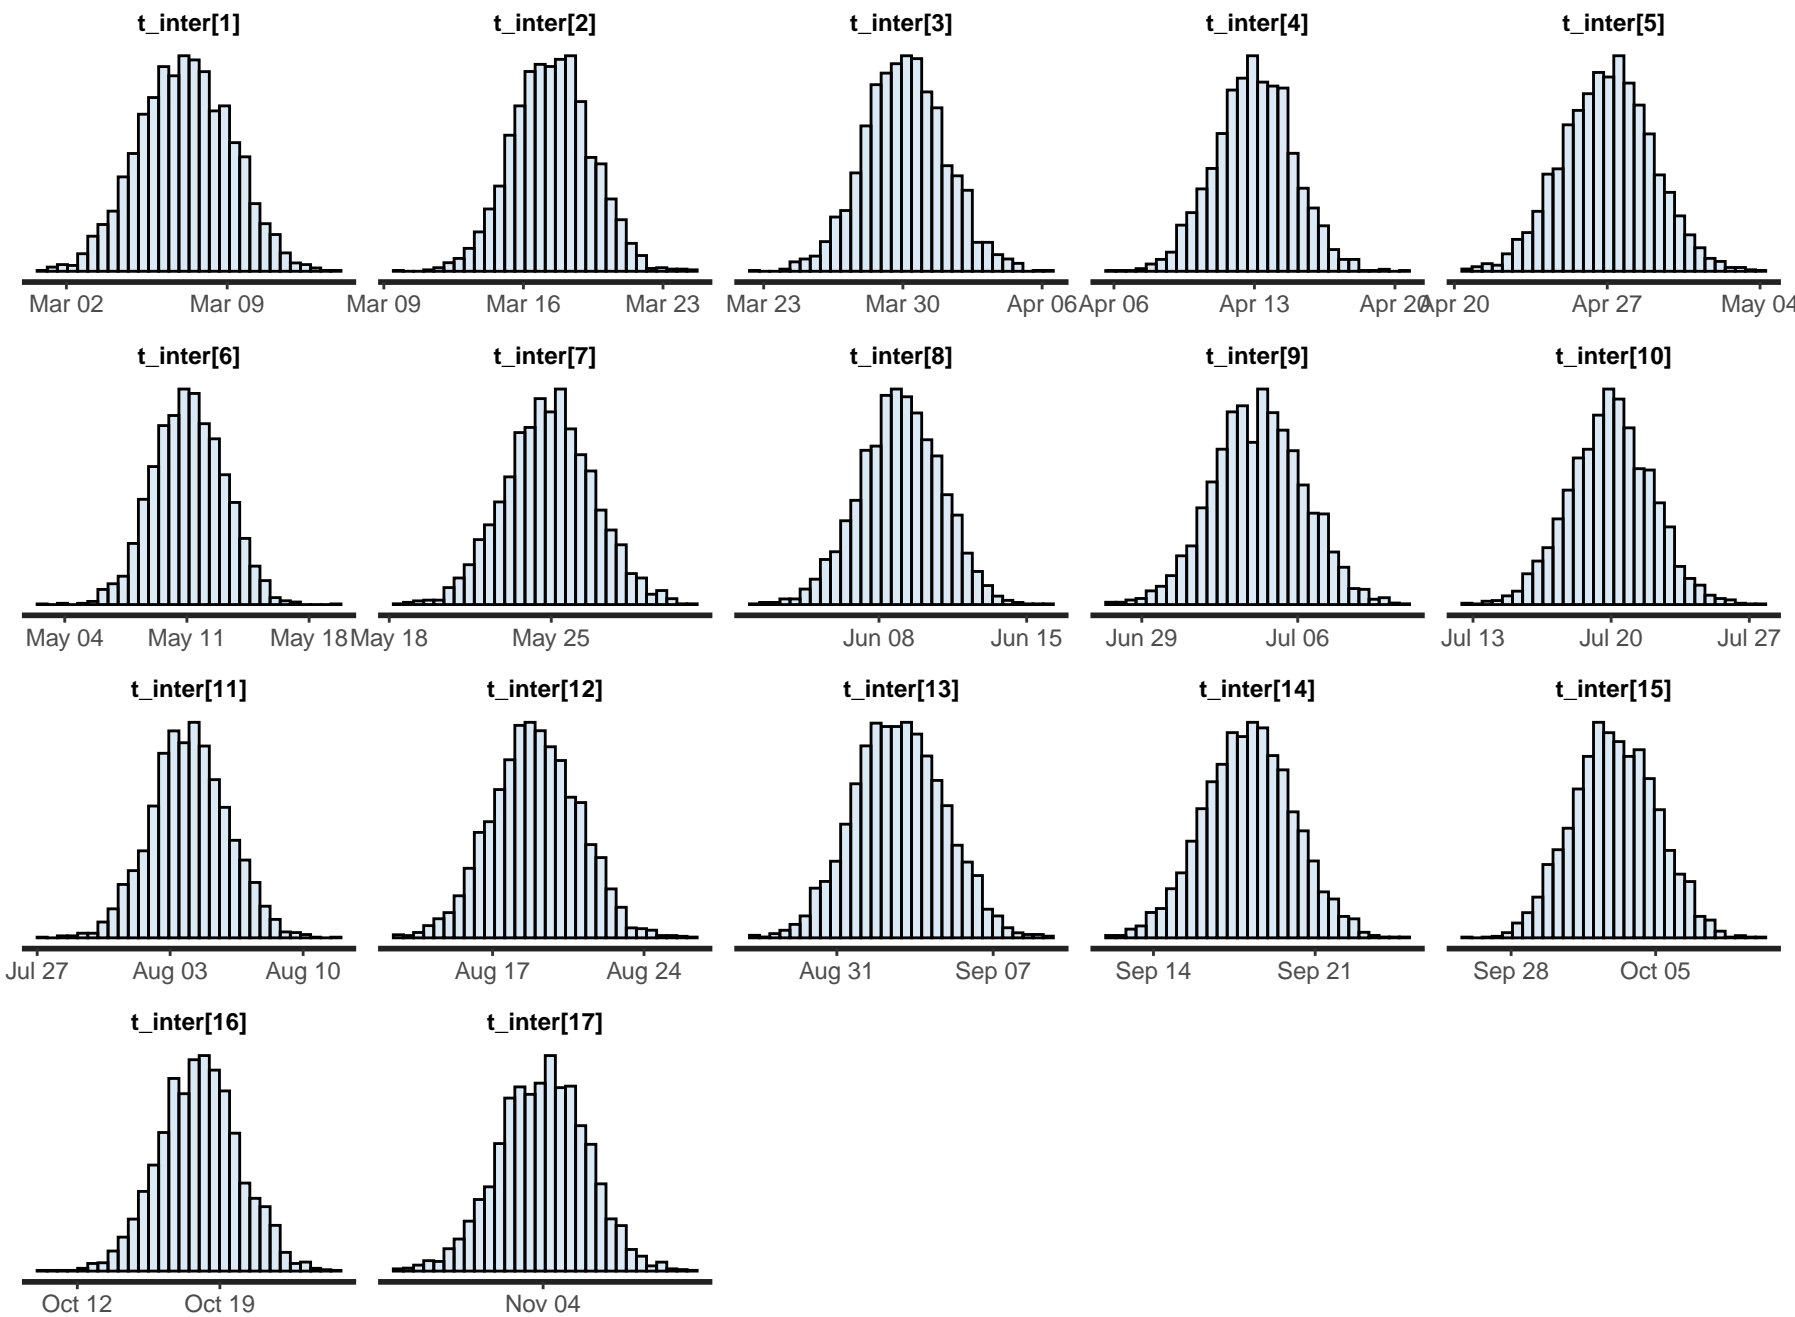 t_inter[1] t_inter[2] t_inter[3] t_inter[4] t_inter[5]
Mar 02 Mar 09 Mar 09 Mar 16 Mar 23 Mar 23 Mar 30 Apr 06 Apr 06 Apr 13 Apr 20 Apr 20 Apr 27 May 04
t_inter[6] t_inter[7] t_inter[8] t_inter[9] t_inter[10]
May 04 May 11 May 18 May 18 May 25 Jun 08 Jun 15 Jun 29 Jul 06 Jul 13 Jul 20 Jul 27
t_inter[11] t_inter[12] t_inter[13] t_inter[14] t_inter[15]
Jul 27 Aug 03 Aug 10 Aug 17 Aug 24 Aug 31 Sep 07 Sep 14 Sep 21 Sep 28 Oct 05
t_inter[16] t_inter[17]
Oct 12 Oct 19 Nov 04